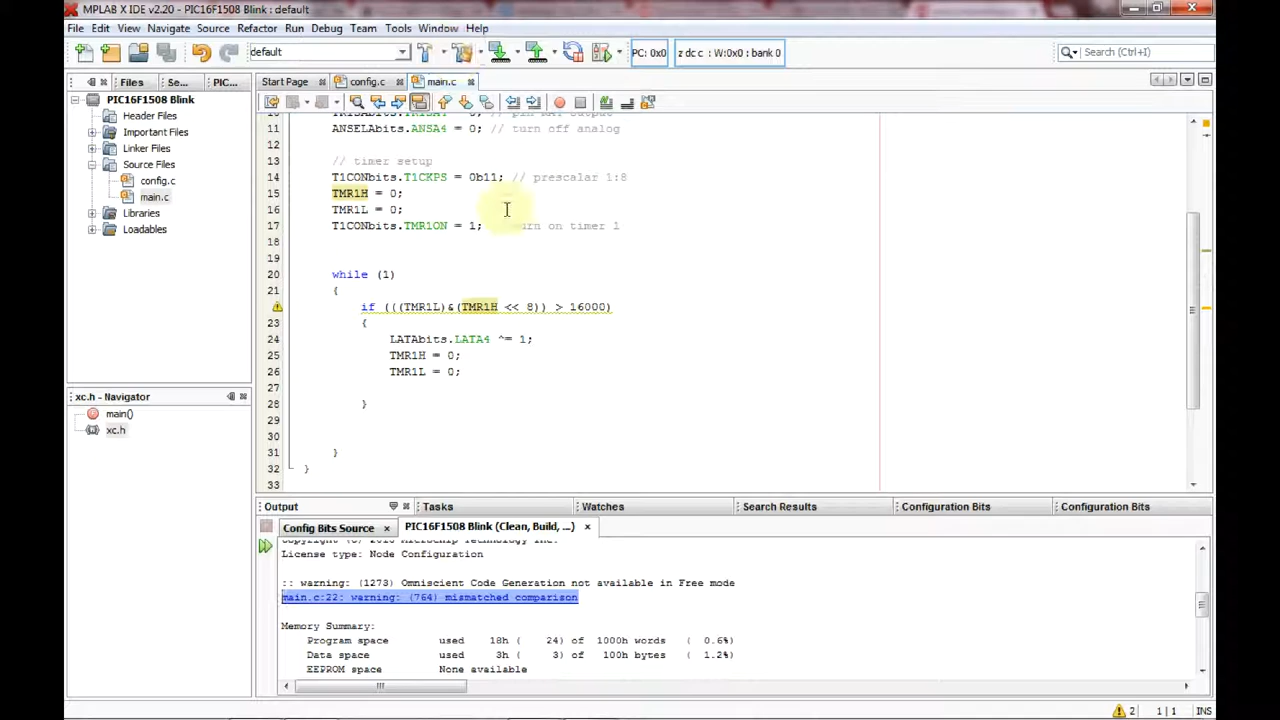 MPLAB X IDE v2.20 - PIC16F1508 Blink : default
File Edit View Navigate Source Refactor Run Debug Team Tools Window Help
default
PC: 0x0
z dc c : W:0x0 : bank 0
Search (Ctrl+I)
Files
Se...
PIC...
Start Page
config.c
main.c
PIC16F1508 Blink
Header Files
Important Files
Linker Files
Source Files
config.c
main.c
Libraries
Loadables
11 ANSELAbits.ANSA4 = 0; // turn off analog
12
13 // timer setup
14 T1CONbits.T1CKPS = 0b11; // prescalar 1:8
15 TMR1H = 0;
16 TMR1L = 0;
17 T1CONbits.TMR1ON = 1; turn on timer 1
18
19
20 while (1)
21 {
if (((TMR1L)&(TMR1H << 8)) > 16000)
23 {
24 LATAbits.LATA4 ^= 1;
25 TMR1H = 0;
26 TMR1L = 0;
27
28 }
29
30
31 }
32 }
33
xc.h - Navigator
main()
xc.h
Output
Tasks
Watches
Search Results
Configuration Bits
Configuration Bits
Config Bits Source
PIC16F1508 Blink (Clean, Build, ...)
License type: Node Configuration
:: warning: (1273) Omniscient Code Generation not available in Free mode
main.c:22: warning: (764) mismatched comparison
Memory Summary:
Program space used 18h ( 24) of 1000h words ( 0.6%)
Data space used 3h ( 3) of 100h bytes ( 1.2%)
EEPROM space None available
2
1|1
INS